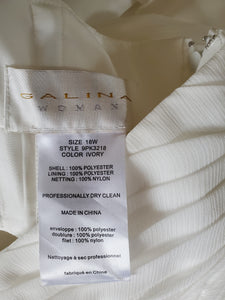 GALINA
WOMAN
SIZE 18W
STYLE 9PK3218
COLOR IVORY
SHELL : 100% POLYESTER
LINING : 100% POLYESTER
NETTING : 100% NYLON
PROFESSIONALLY DRY CLEAN
MADE IN CHINA
enveloppe : 100% polyester
doublure : 100% polyester
filet : 100% nylon
Nettoyage à sec professionnel
fabriqué en Chine